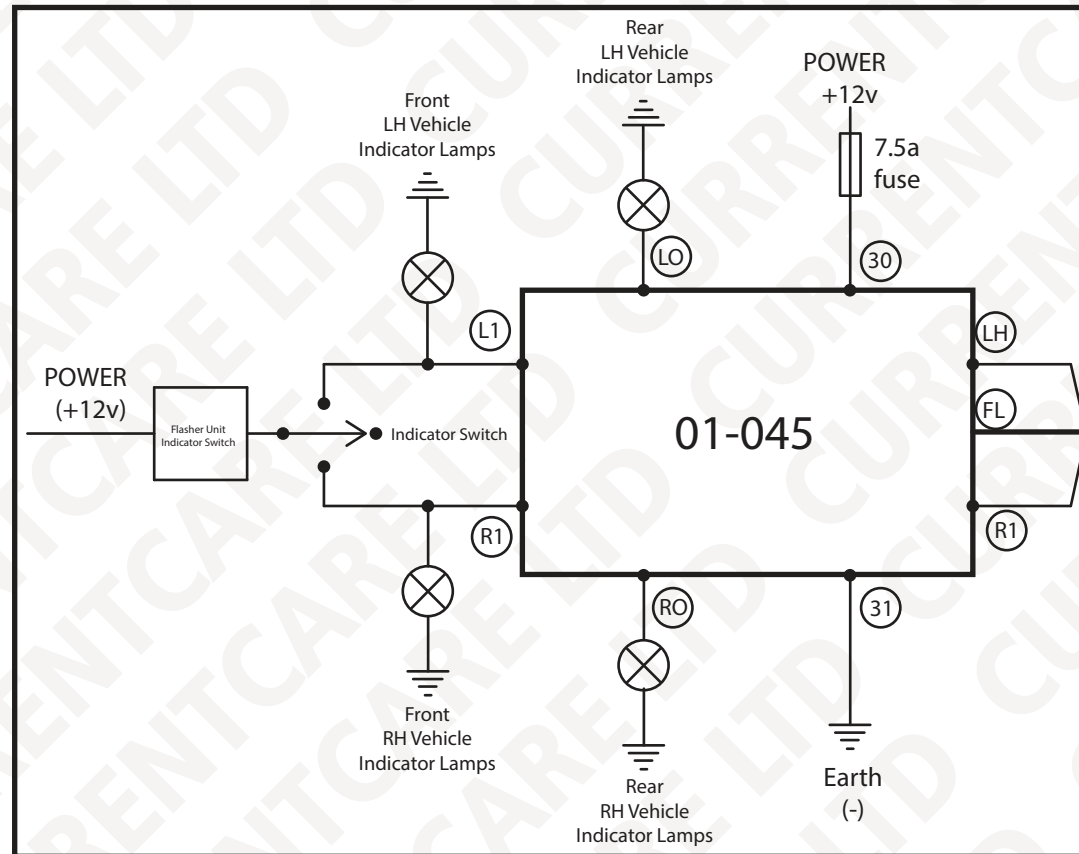 Rear
LH Vehicle
Indicator Lamps
POWER
+12v
7.5a
fuse
Front
LH Vehicle
Indicator Lamps
LO
30
L1
LH
POWER
(+12v)
Flasher Unit
Indicator Switch
Indicator Switch
01-045
FL
R1
R1
RO
31
Front
RH Vehicle
Indicator Lamps
Rear
RH Vehicle
Indicator Lamps
Earth
(-)
CURRENTCARE LTD